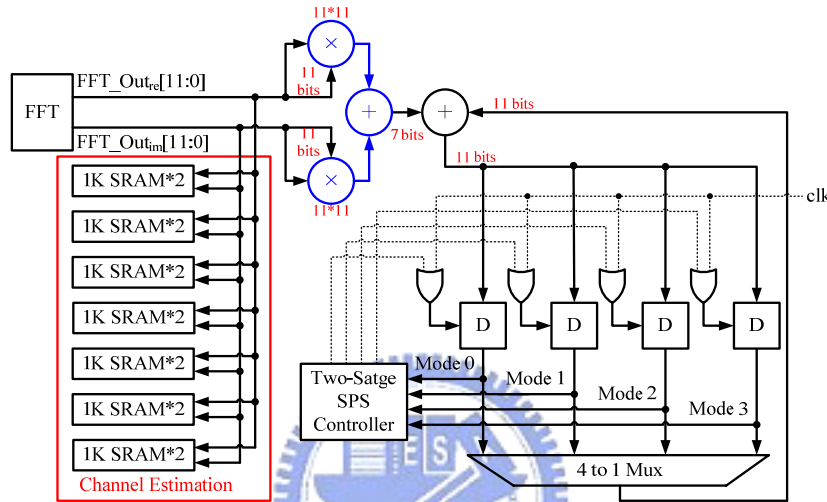 11*11
FFT_Outre[11:0]
11
bits
FFT
FFT_Outim[11:0]
11
bits
11*11
×
+
×
7 bits
+
11 bits
11 bits
clk
1K SRAM*2
1K SRAM*2
1K SRAM*2
1K SRAM*2
1K SRAM*2
1K SRAM*2
1K SRAM*2
Channel Estimation
D
D
D
D
Two-Satge
SPS
Controller
Mode 0
Mode 1
Mode 2
Mode 3
4 to 1 Mux
ES